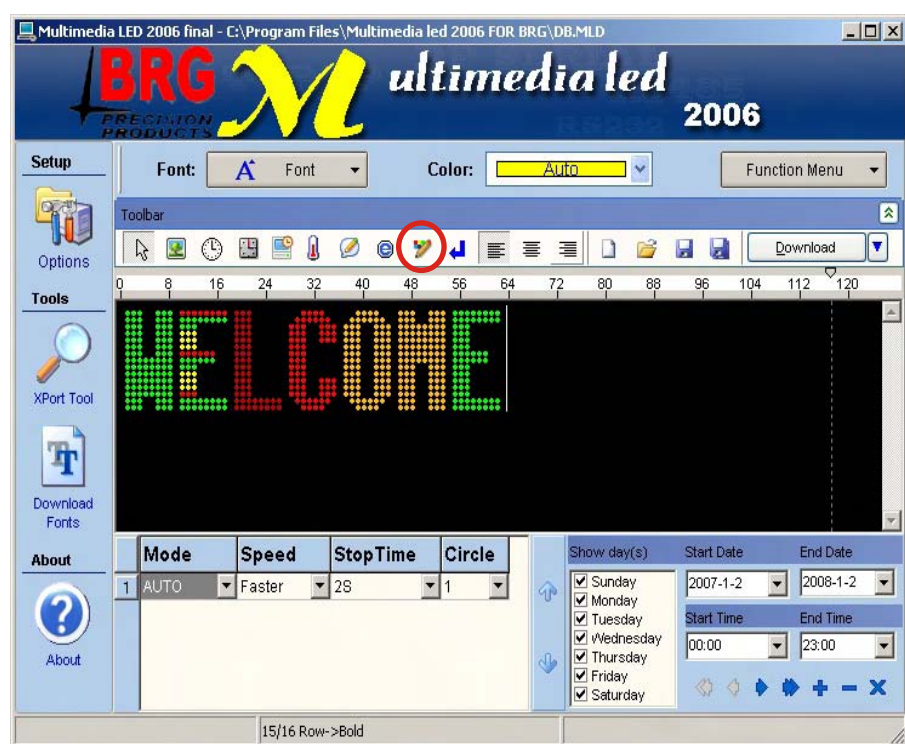 Multimedia LED 2006 final - C:\Program Files\Multimedia led 2006 FOR BRG\DB.MLD
BRG M ultimedia led
PRECISION
PRODUCTS
2006
RS232
Setup
Font: A Font Color: Auto Function Menu
Toolbar
Options
Download
Tools
0 8 16 24 32 40 48 56 64 72 80 88 96 104 112 120
WELCOME
XPort Tool
Download
Fonts
About
Mode Speed StopTime Circle
1 AUTO Faster 2S 1
Show day(s) Start Date End Date
Sunday 2007-1-2 2008-1-2
Monday
Tuesday Start Time End Time
Wednesday 00:00 23:00
Thursday
Friday
Saturday
About
15/16 Row->Bold